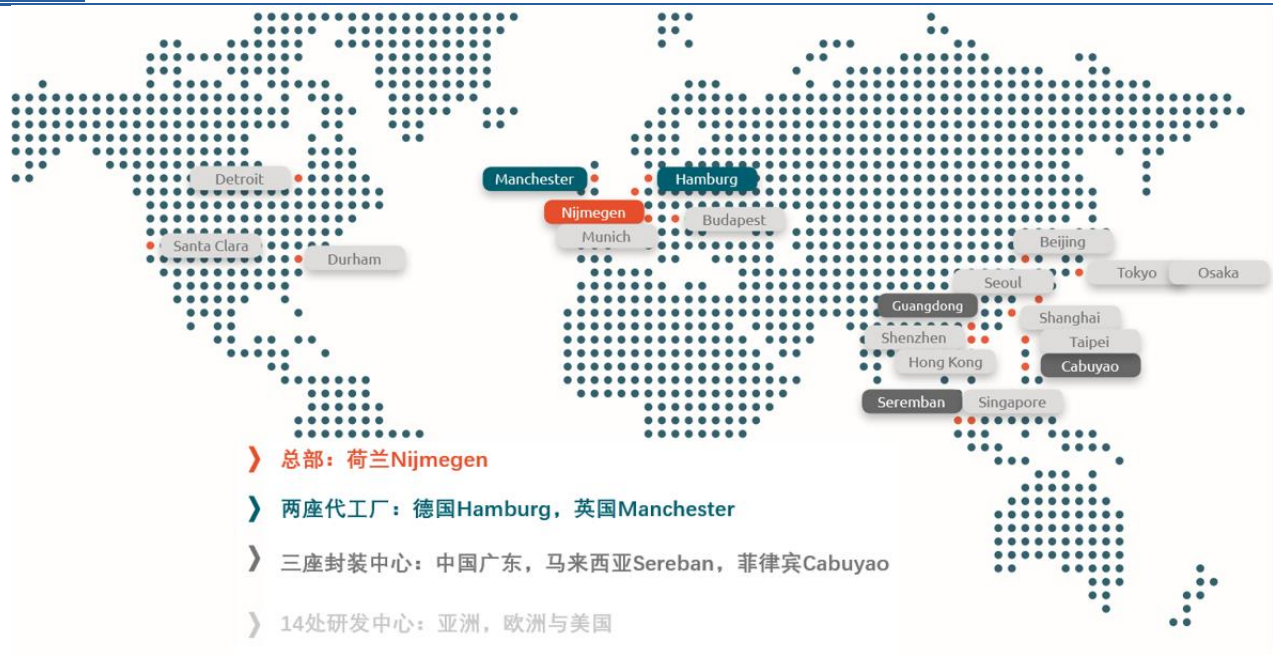 Detroit
Manchester
Hamburg
Nijmegen
Budapest
Munich
Santa Clara
Durham
Beijing
Tokyo
Osaka
Seoul
Guangdong
Shanghai
Shenzhen
Taipei
Hong Kong
Cabuyao
Seremban
Singapore
》 总部：荷兰Nijmegen
》 两座代工厂：德国Hamburg，英国Manchester
》 三座封装中心：中国广东，马来西亚Sereban，菲律宾Cabuyao
》 14处研发中心：亚洲，欧洲与美国